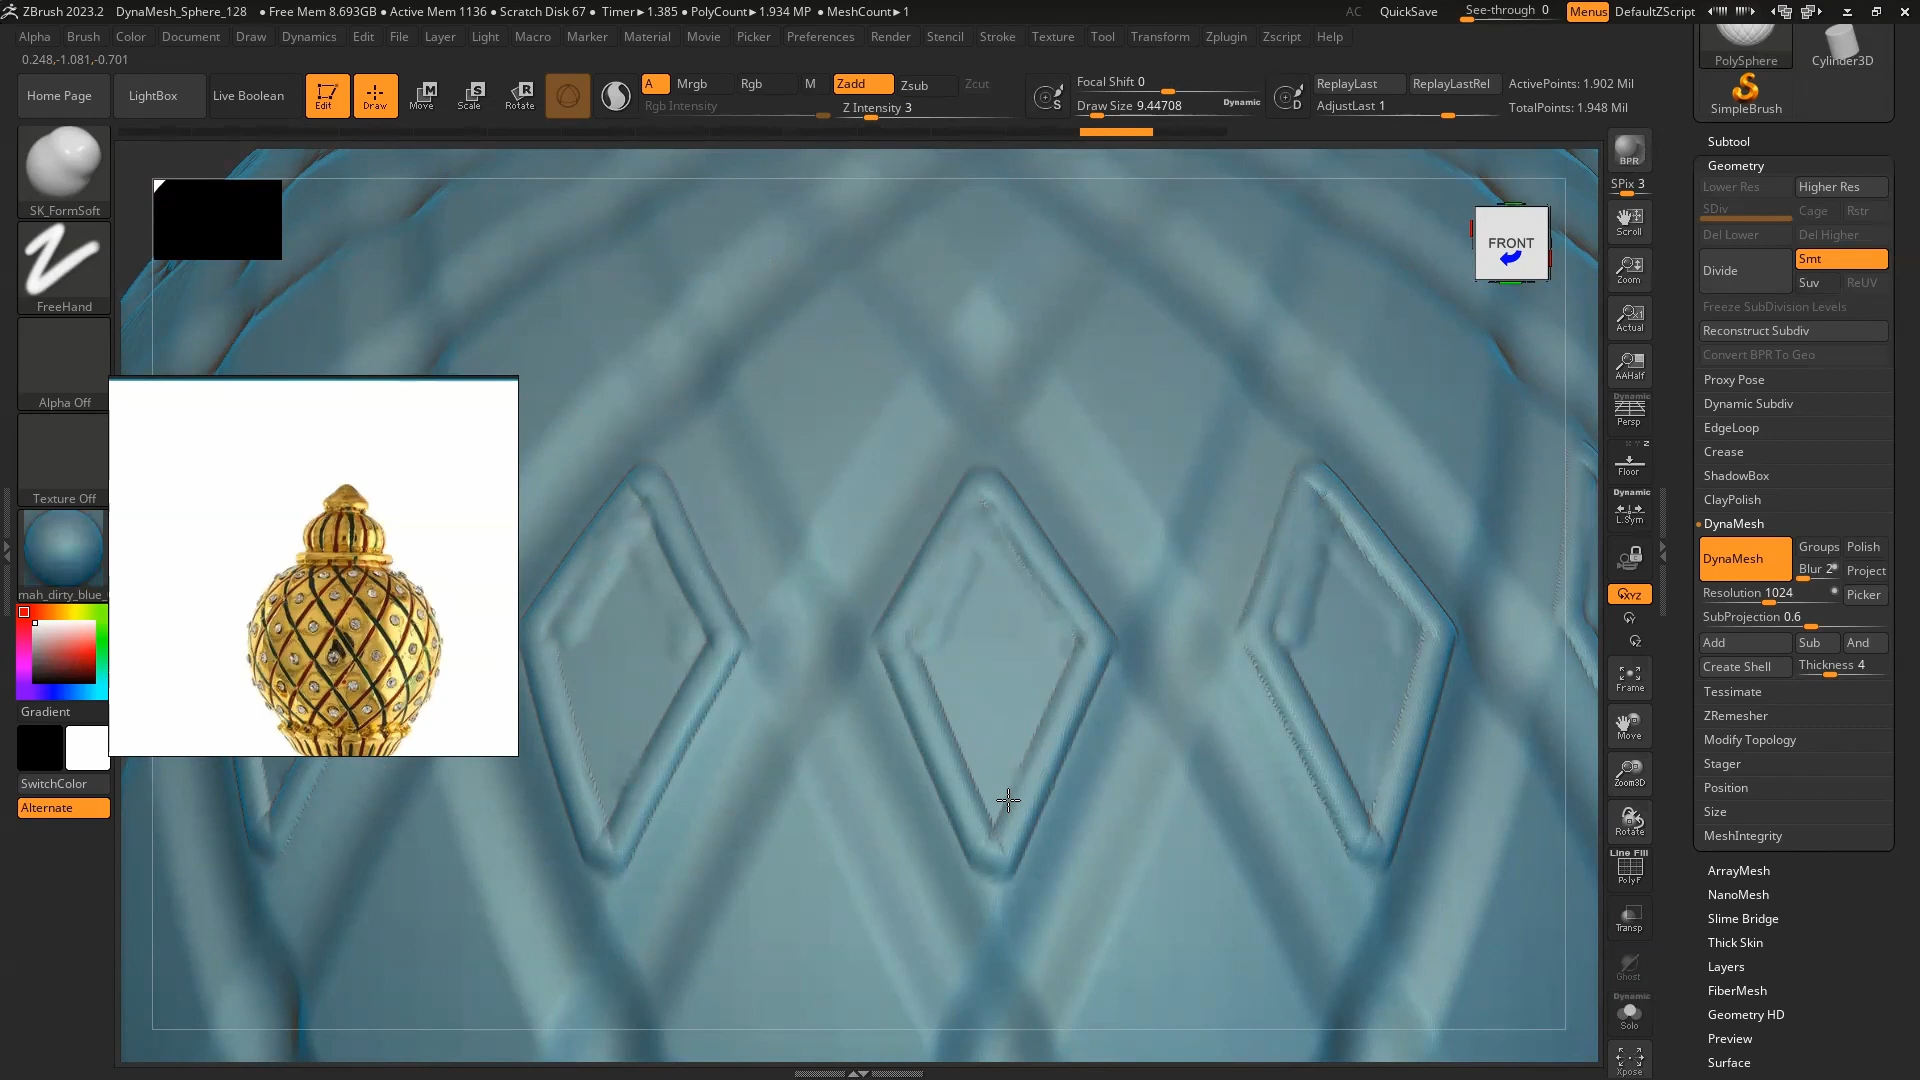 ZBrush 2023.2 DynaMesh_Sphere_128 ● Free Mem 8.693GB ● Active Mem 1136 ● Scratch Disk 67 ● Timer►1.385 ● PolyCount►1.934 MP ● MeshCount►1 AC QuickSave See-through 0 Menus DefaultZScript
Alpha Brush Color Document Draw Dynamics Edit File Layer Light Macro Marker Material Movie Picker Preferences Render Stencil Stroke Texture Tool Transform Zplugin Zscript Help
0.248,-1.081,-0.701
Home Page LightBox Live Boolean Edit Draw Move Scale Rotate
A Mrgb Rgb M Zadd Zsub Zcut
Rgb Intensity Z Intensity 3
Focal Shift 0
Draw Size 9.44708 Dynamic
ReplayLast ReplayLastRel ActivePoints: 1.902 Mil
AdjustLast 1 TotalPoints: 1.948 Mil
SK_FormSoft
FreeHand
Alpha Off
Texture Off
mah_dirty_blue_
Gradient
SwitchColor
Alternate
FRONT
BPR
SPix 3
Scroll
Zoom
Actual
AAHalf
Dynamic
Persp
Floor
Dynamic
L.Sym
XYZ
Frame
Move
Zoom3D
Rotate
Line Fill
PolyF
Transp
Ghost
Dynamic
Solo
Xpose
PolySphere Cylinder3D
SimpleBrush
Subtool
Geometry
Lower Res Higher Res
SDiv Cage Rstr
Del Lower Del Higher
Divide Smt
Suv ReUV
Freeze SubDivision Levels
Reconstruct Subdiv
Convert BPR To Geo
Proxy Pose
Dynamic Subdiv
EdgeLoop
Crease
ShadowBox
ClayPolish
DynaMesh
DynaMesh Groups Polish
Blur 2 Project
Resolution 1024 Picker
SubProjection 0.6
Add Sub And
Create Shell Thickness 4
Tessimate
ZRemesher
Modify Topology
Stager
Position
Size
MeshIntegrity
ArrayMesh
NanoMesh
Slime Bridge
Thick Skin
Layers
FiberMesh
Geometry HD
Preview
Surface